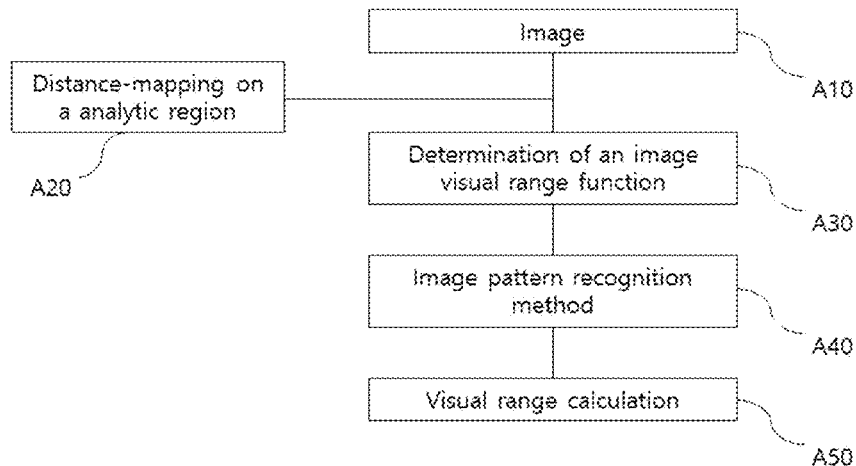 Image
A10
Distance-mapping on
a analytic region
A20
Determination of an image
visual range function
A30
Image pattern recognition
method
A40
Visual range calculation
A50